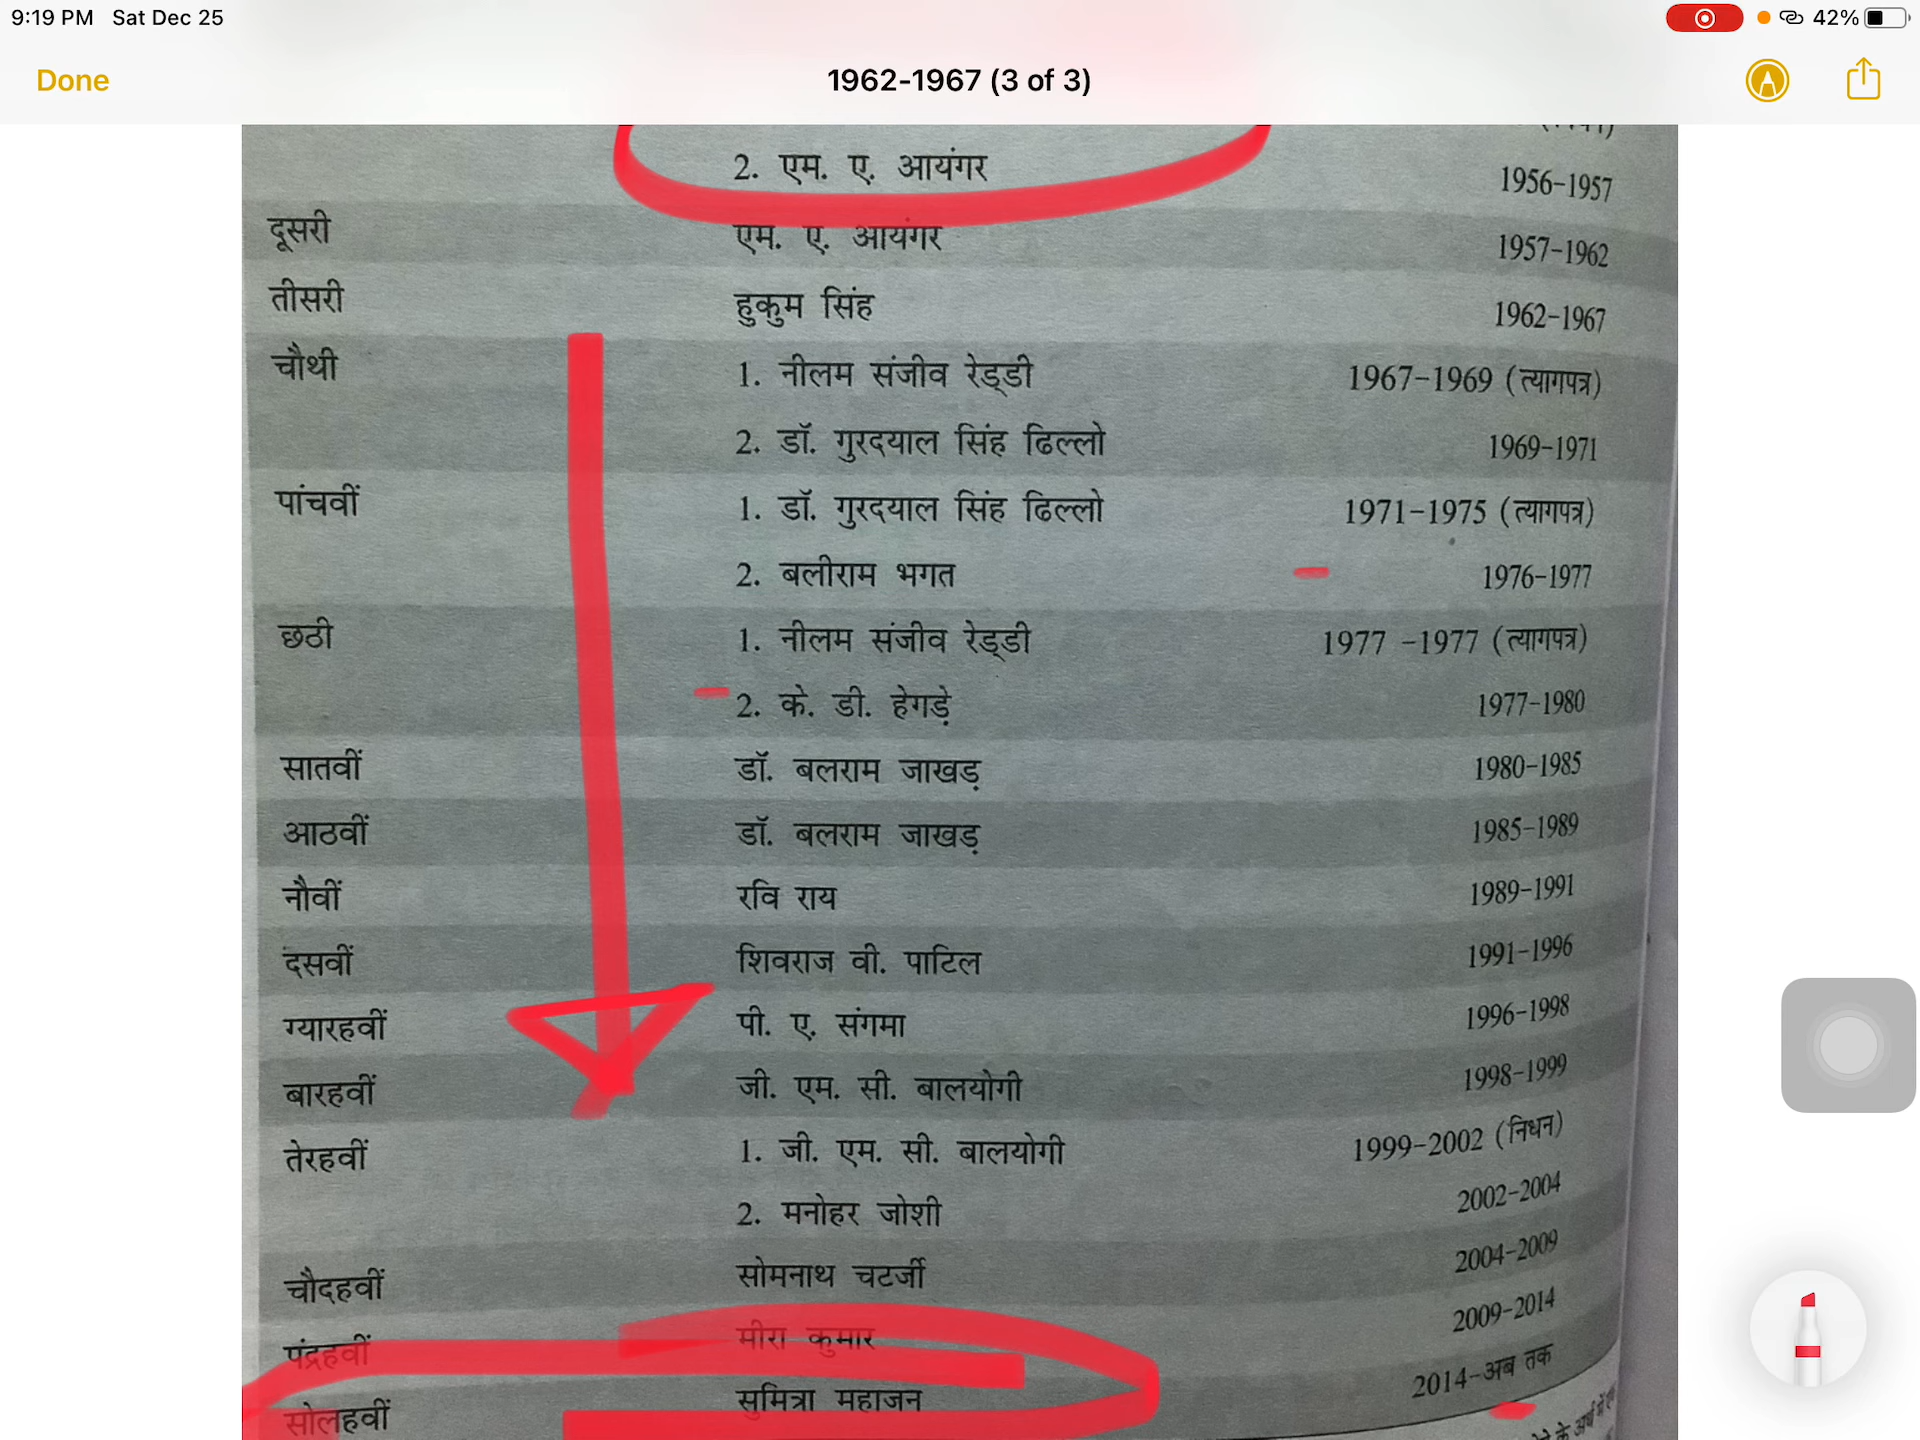 9:19 PM Sat Dec 25
42%
Done
1962-1967 (3 of 3)
2. एम. ए. आयंगर 1956-1957
दूसरी एम. ए. आयंगर 1957-1962
तीसरी हुकुम सिंह 1962-1967
चौथी 1. नीलम संजीव रेड्डी 1967-1969 (त्यागपत्र)
2. डॉ. गुरदयाल सिंह ढिल्लो 1969-1971
पांचवीं 1. डॉ. गुरदयाल सिंह ढिल्लो 1971-1975 (त्यागपत्र)
2. बलीराम भगत 1976-1977
छठी 1. नीलम संजीव रेड्डी 1977 -1977 (त्यागपत्र)
2. के. डी. हेगड़े 1977-1980
सातवीं डॉ. बलराम जाखड़ 1980-1985
आठवीं डॉ. बलराम जाखड़ 1985-1989
नौवीं रवि राय 1989-1991
दसवीं शिवराज वी. पाटिल 1991-1996
ग्यारहवीं पी. ए. संगमा 1996-1998
बारहवीं जी. एम. सी. बालयोगी 1998-1999
तेरहवीं 1. जी. एम. सी. बालयोगी 1999-2002 (निधन)
2. मनोहर जोशी 2002-2004
चौदहवीं सोमनाथ चटर्जी 2004-2009
पंद्रहवीं मीरा कुमार 2009-2014
सोलहवीं सुमित्रा महाजन 2014-अब तक
के अर्थ में